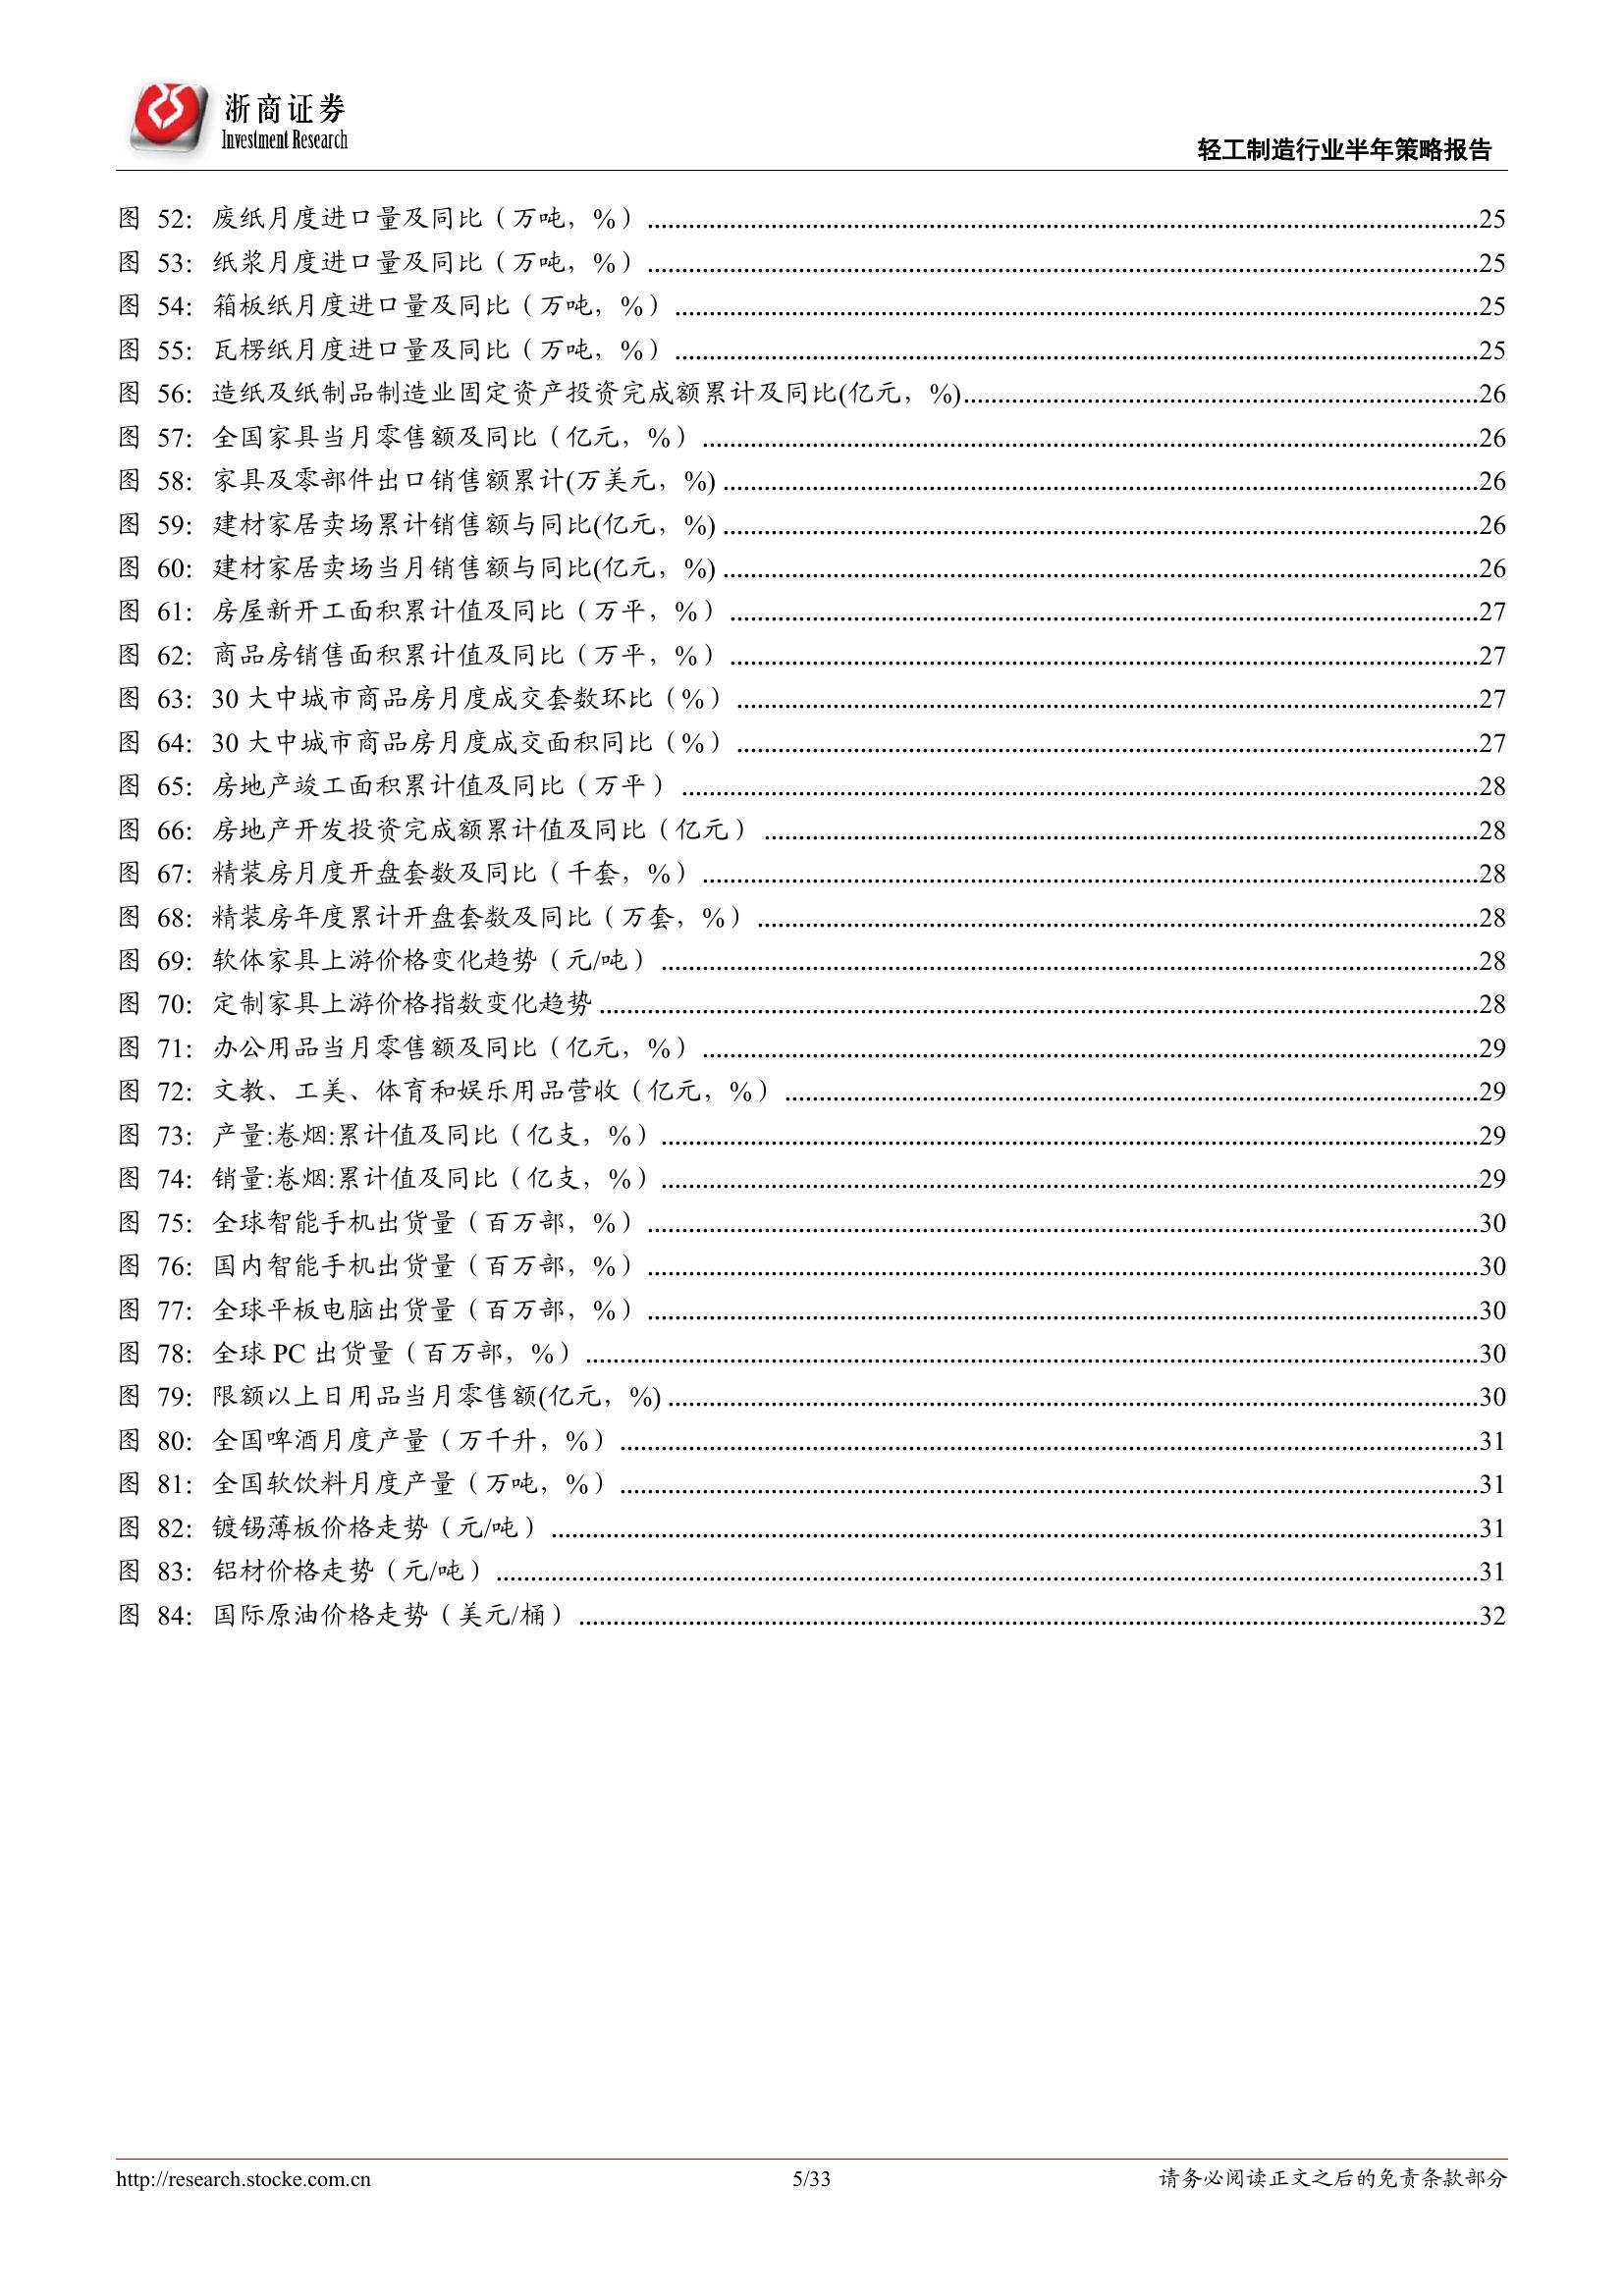 浙商证券
Investment Research
轻工制造行业半年策略报告
图 52：废纸月度进口量及同比（万吨，%）....................25
图 53：纸浆月度进口量及同比（万吨，%）....................25
图 54：箱板纸月度进口量及同比（万吨，%）....................25
图 55：瓦楞纸月度进口量及同比（万吨，%）....................25
图 56：造纸及纸制品制造业固定资产投资完成额累计及同比(亿元，%)....................26
图 57：全国家具当月零售额及同比（亿元，%）....................26
图 58：家具及零部件出口销售额累计(万美元，%)....................26
图 59：建材家居卖场累计销售额与同比(亿元，%)....................26
图 60：建材家居卖场当月销售额与同比(亿元，%)....................26
图 61：房屋新开工面积累计值及同比（万平，%）....................27
图 62：商品房销售面积累计值及同比（万平，%）....................27
图 63：30 大中城市商品房月度成交套数环比（%）....................27
图 64：30 大中城市商品房月度成交面积同比（%）....................27
图 65：房地产竣工面积累计值及同比（万平）....................28
图 66：房地产开发投资完成额累计值及同比（亿元）....................28
图 67：精装房月度开盘套数及同比（千套，%）....................28
图 68：精装房年度累计开盘套数及同比（万套，%）....................28
图 69：软体家具上游价格变化趋势（元/吨）....................28
图 70：定制家具上游价格指数变化趋势....................28
图 71：办公用品当月零售额及同比（亿元，%）....................29
图 72：文教、工美、体育和娱乐用品营收（亿元，%）....................29
图 73：产量:卷烟:累计值及同比（亿支，%）....................29
图 74：销量:卷烟:累计值及同比（亿支，%）....................29
图 75：全球智能手机出货量（百万部，%）....................30
图 76：国内智能手机出货量（百万部，%）....................30
图 77：全球平板电脑出货量（百万部，%）....................30
图 78：全球 PC 出货量（百万部，%）....................30
图 79：限额以上日用品当月零售额(亿元，%)....................30
图 80：全国啤酒月度产量（万千升，%）....................31
图 81：全国软饮料月度产量（万吨，%）....................31
图 82：镀锡薄板价格走势（元/吨）....................31
图 83：铝材价格走势（元/吨）....................31
图 84：国际原油价格走势（美元/桶）....................32
http://research.stocke.com.cn
5/33
请务必阅读正文之后的免责条款部分